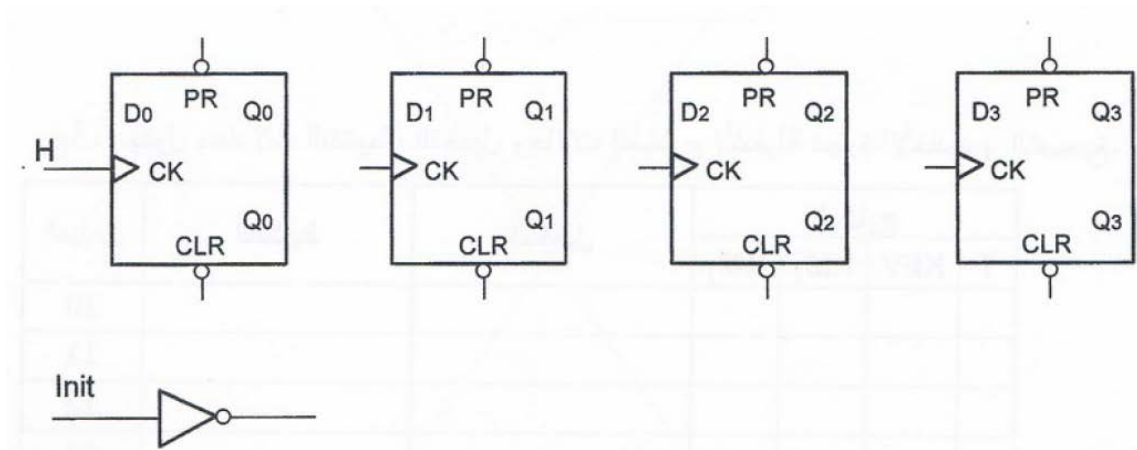 PR PR PR PR
D0 Q0 D1 Q1 D2 Q2 D3 Q3
H
CK CK CK CK
Q0 Q1 Q2 Q3
CLR CLR CLR CLR
Init